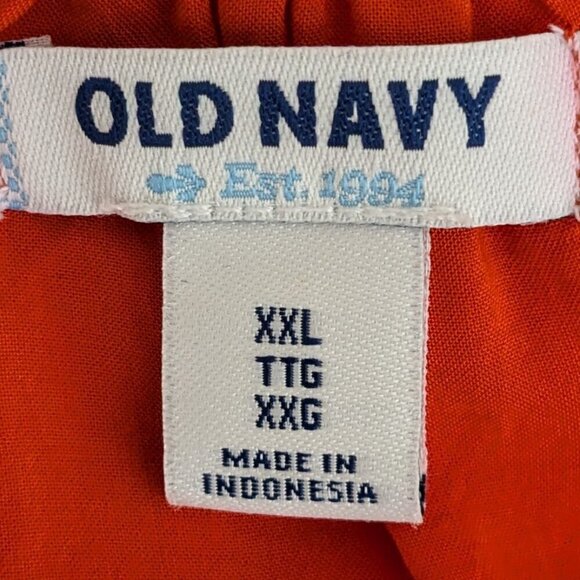 OLD NAVY
Est. 1994
XXL
TTG
XXG
MADE IN
INDONESIA